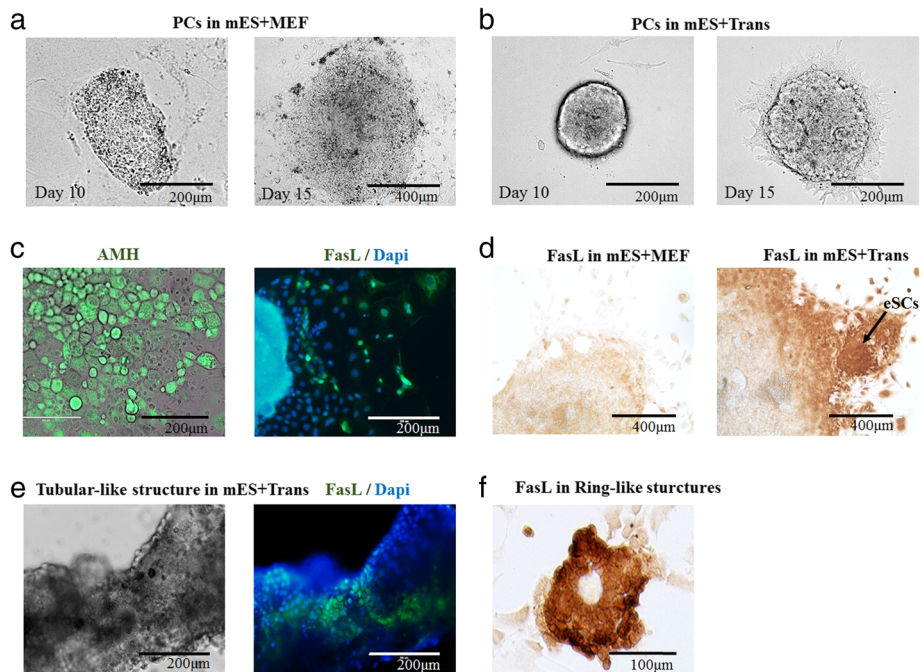 a
PCs in mES+MEF
Day 10
200μm
Day 15
400μm
b
PCs in mES+Trans
Day 10
200μm
Day 15
200μm
c
AMH
200μm
FasL / Dapi
200μm
d
FasL in mES+MEF
400μm
FasL in mES+Trans
eSCs
400μm
e
Tubular-like structure in mES+Trans
200μm
FasL / Dapi
200μm
f
FasL in Ring-like sturctures
100μm